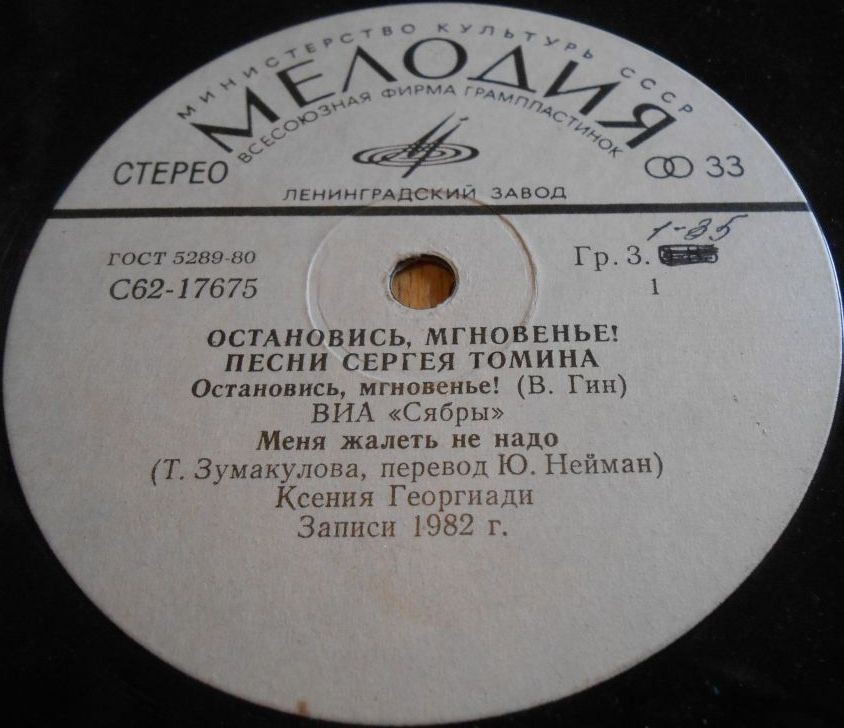 МИНИСТЕРСТВО КУЛЬТУРЫ СССР
МЕЛОДИЯ
ВСЕСОЮЗНАЯ ФИРМА ГРАМПЛАСТИНОК
СТЕРЕО
33
ЛЕНИНГРАДСКИЙ ЗАВОД
ГОСТ 5289-80
Гр. 3. 1-35
С62-17675
1
ОСТАНОВИСЬ, МГНОВЕНЬЕ!
ПЕСНИ СЕРГЕЯ ТОМИНА
Остановись, мгновенье! (В. Гин)
ВИА «Сябры»
Меня жалеть не надо
(Т. Зумакулова, перевод Ю. Нейман)
Ксения Георгиади
Записи 1982 г.